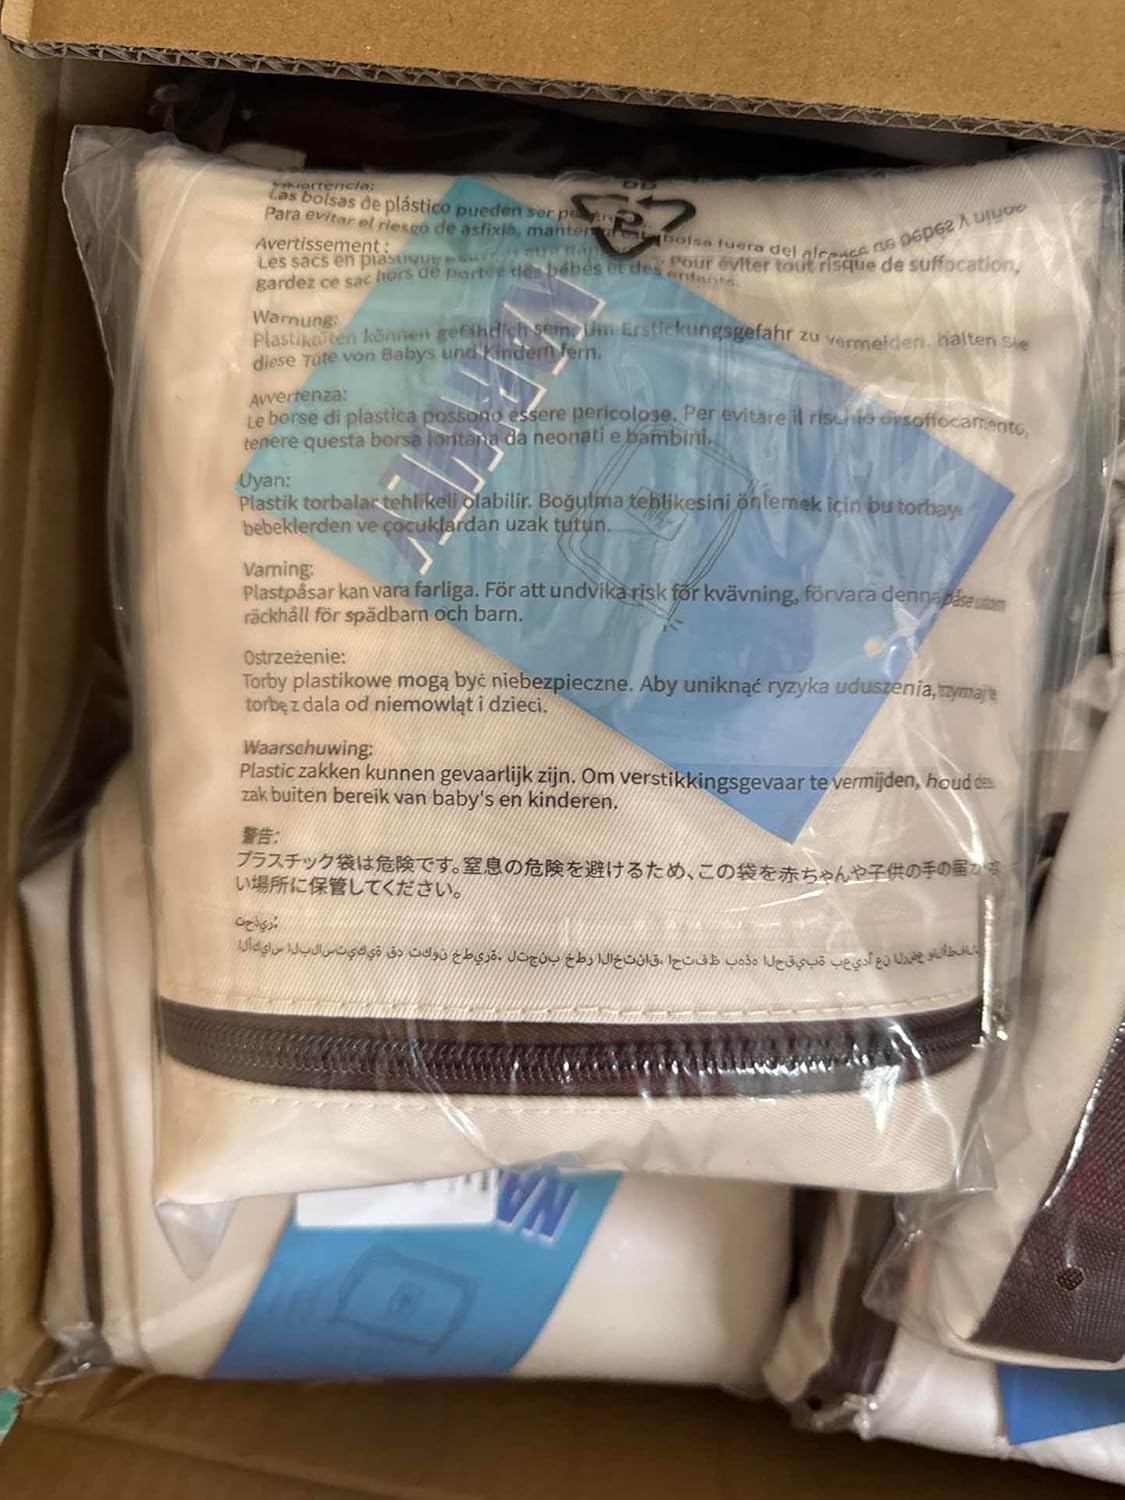 Las bolsas de plástico pueden ser
Para evitar el riesgo de asfixia, bolsa fuera del alcance de
Avertissement :
Les sacs en plastique Pour éviter tout risque de suffocation,
gardez ce sac hors de portée des bébés et des enfants.
Warnung:
Plastiktüten können gefährlich sein. Um Erstickungsgefahr zu vermeiden, halten Sie
diese Tüte von Babys und Kindern fern.
Avvertenza:
Le borse di plastica possono essere pericolose. Per evitare il rischio di soffocamento,
tenere questa borsa lontana da neonati e bambini.
Uyarı:
Plastik torbalar tehlikeli olabilir. Boğulma tehlikesini önlemek için bu torbayı
bebeklerden ve çocuklardan uzak tutun.
Varning:
Plastpåsar kan vara farliga. För att undvika risk för kvävning, förvara denna påse utom
räckhåll för spädbarn och barn.
Ostrzeżenie:
Torby plastikowe mogą być niebezpieczne. Aby uniknąć ryzyka uduszenia, trzymaj tę
torbę z dala od niemowląt i dzieci.
Waarschuwing:
Plastic zakken kunnen gevaarlijk zijn. Om verstikkingsgevaar te vermijden, houd deze
zak buiten bereik van baby's en kinderen.
警告:
プラスチック袋は危険です。窒息の危険を避けるため、この袋を赤ちゃんや子供の手の届かな
い場所に保管してください。
NA